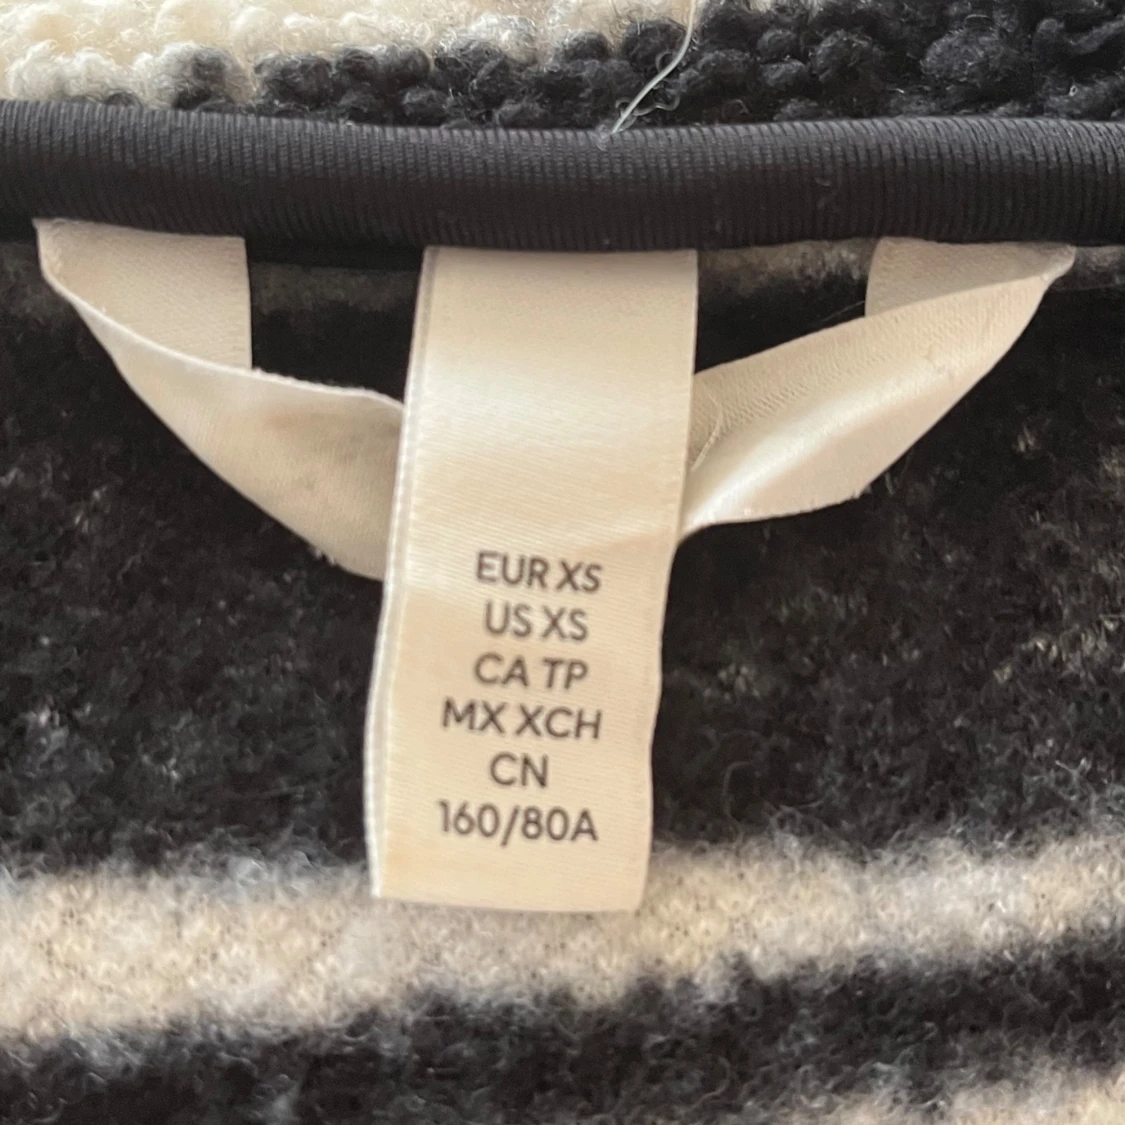 EUR XS
US XS
CA TP
MX XCH
CN
160/80A